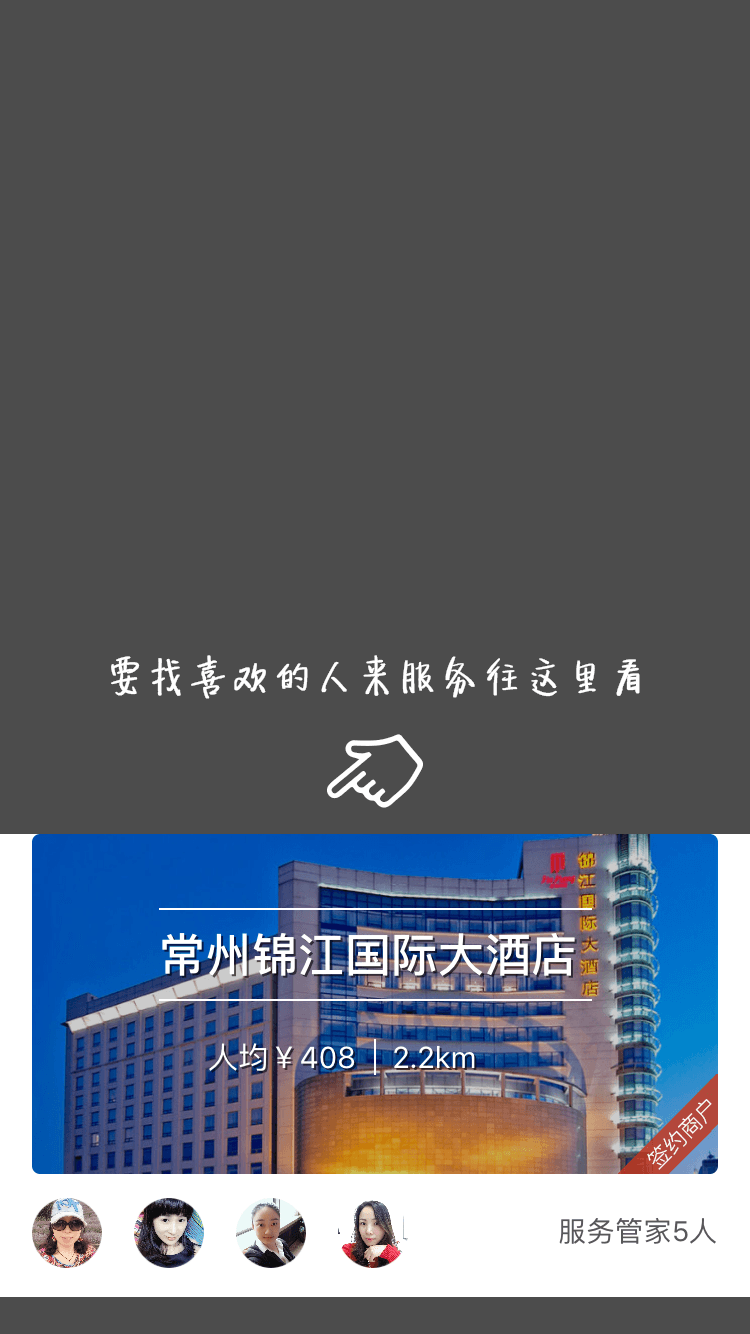 要找喜欢的人来服务往这里看
锦江国际大酒店
常州锦江国际大酒店
人均￥408 | 2.2km
签约商户
服务管家5人